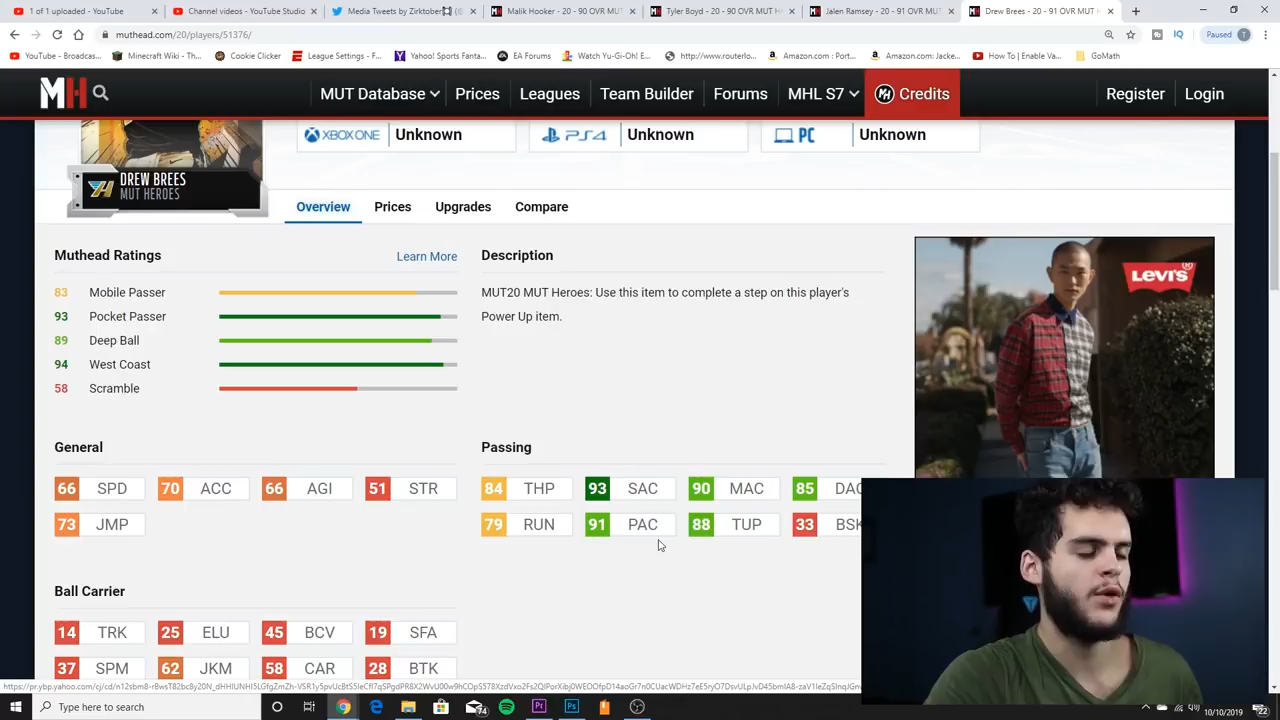 1 of 1 uploaded - YouTube
Channel videos - YouTube Studio
Media Tweets by Zirktober
Malik Hooker - 20 - 90 OVR MUT
Tyler Boyd - 20 - 90 OVR MUT H
Jalen Ramsey - 20 - 91 OVR MUT
Drew Brees - 20 - 91 OVR MUT H
muthead.com/20/players/51376/
Paused
T
YouTube - Broadcas...
Minecraft Wiki - Th...
Cookie Clicker
League Settings - F...
Yahoo! Sports Fanta...
EA Forums
Watch Yu-Gi-Oh! E...
http://www.routerlo...
Amazon.com : Port...
Amazon.com: Jacke...
How To | Enable Va...
GoMath
MH
MUT Database
Prices
Leagues
Team Builder
Forums
MHL S7
Credits
Register
Login
XBOX ONE
Unknown
PS4
Unknown
PC
Unknown
DREW BREES
MUT HEROES
Overview
Prices
Upgrades
Compare
Muthead Ratings
Learn More
83 Mobile Passer
93 Pocket Passer
89 Deep Ball
94 West Coast
58 Scramble
Description
MUT20 MUT Heroes: Use this item to complete a step on this player's
Power Up item.
LEVI'S
General
66 SPD 70 ACC 66 AGI 51 STR
73 JMP
Passing
84 THP 93 SAC 90 MAC 85 DAC
79 RUN 91 PAC 88 TUP 33 BSK
Ball Carrier
14 TRK 25 ELU 45 BCV 19 SFA
37 SPM 62 JKM 58 CAR 28 BTK
Type here to search
74
10/10/2019
22